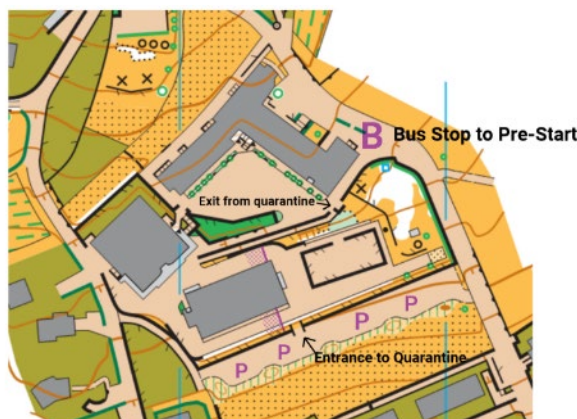 B Bus Stop to Pre-Start
Exit from quarantine
P
P
P
P
P
Entrance to Quarantine